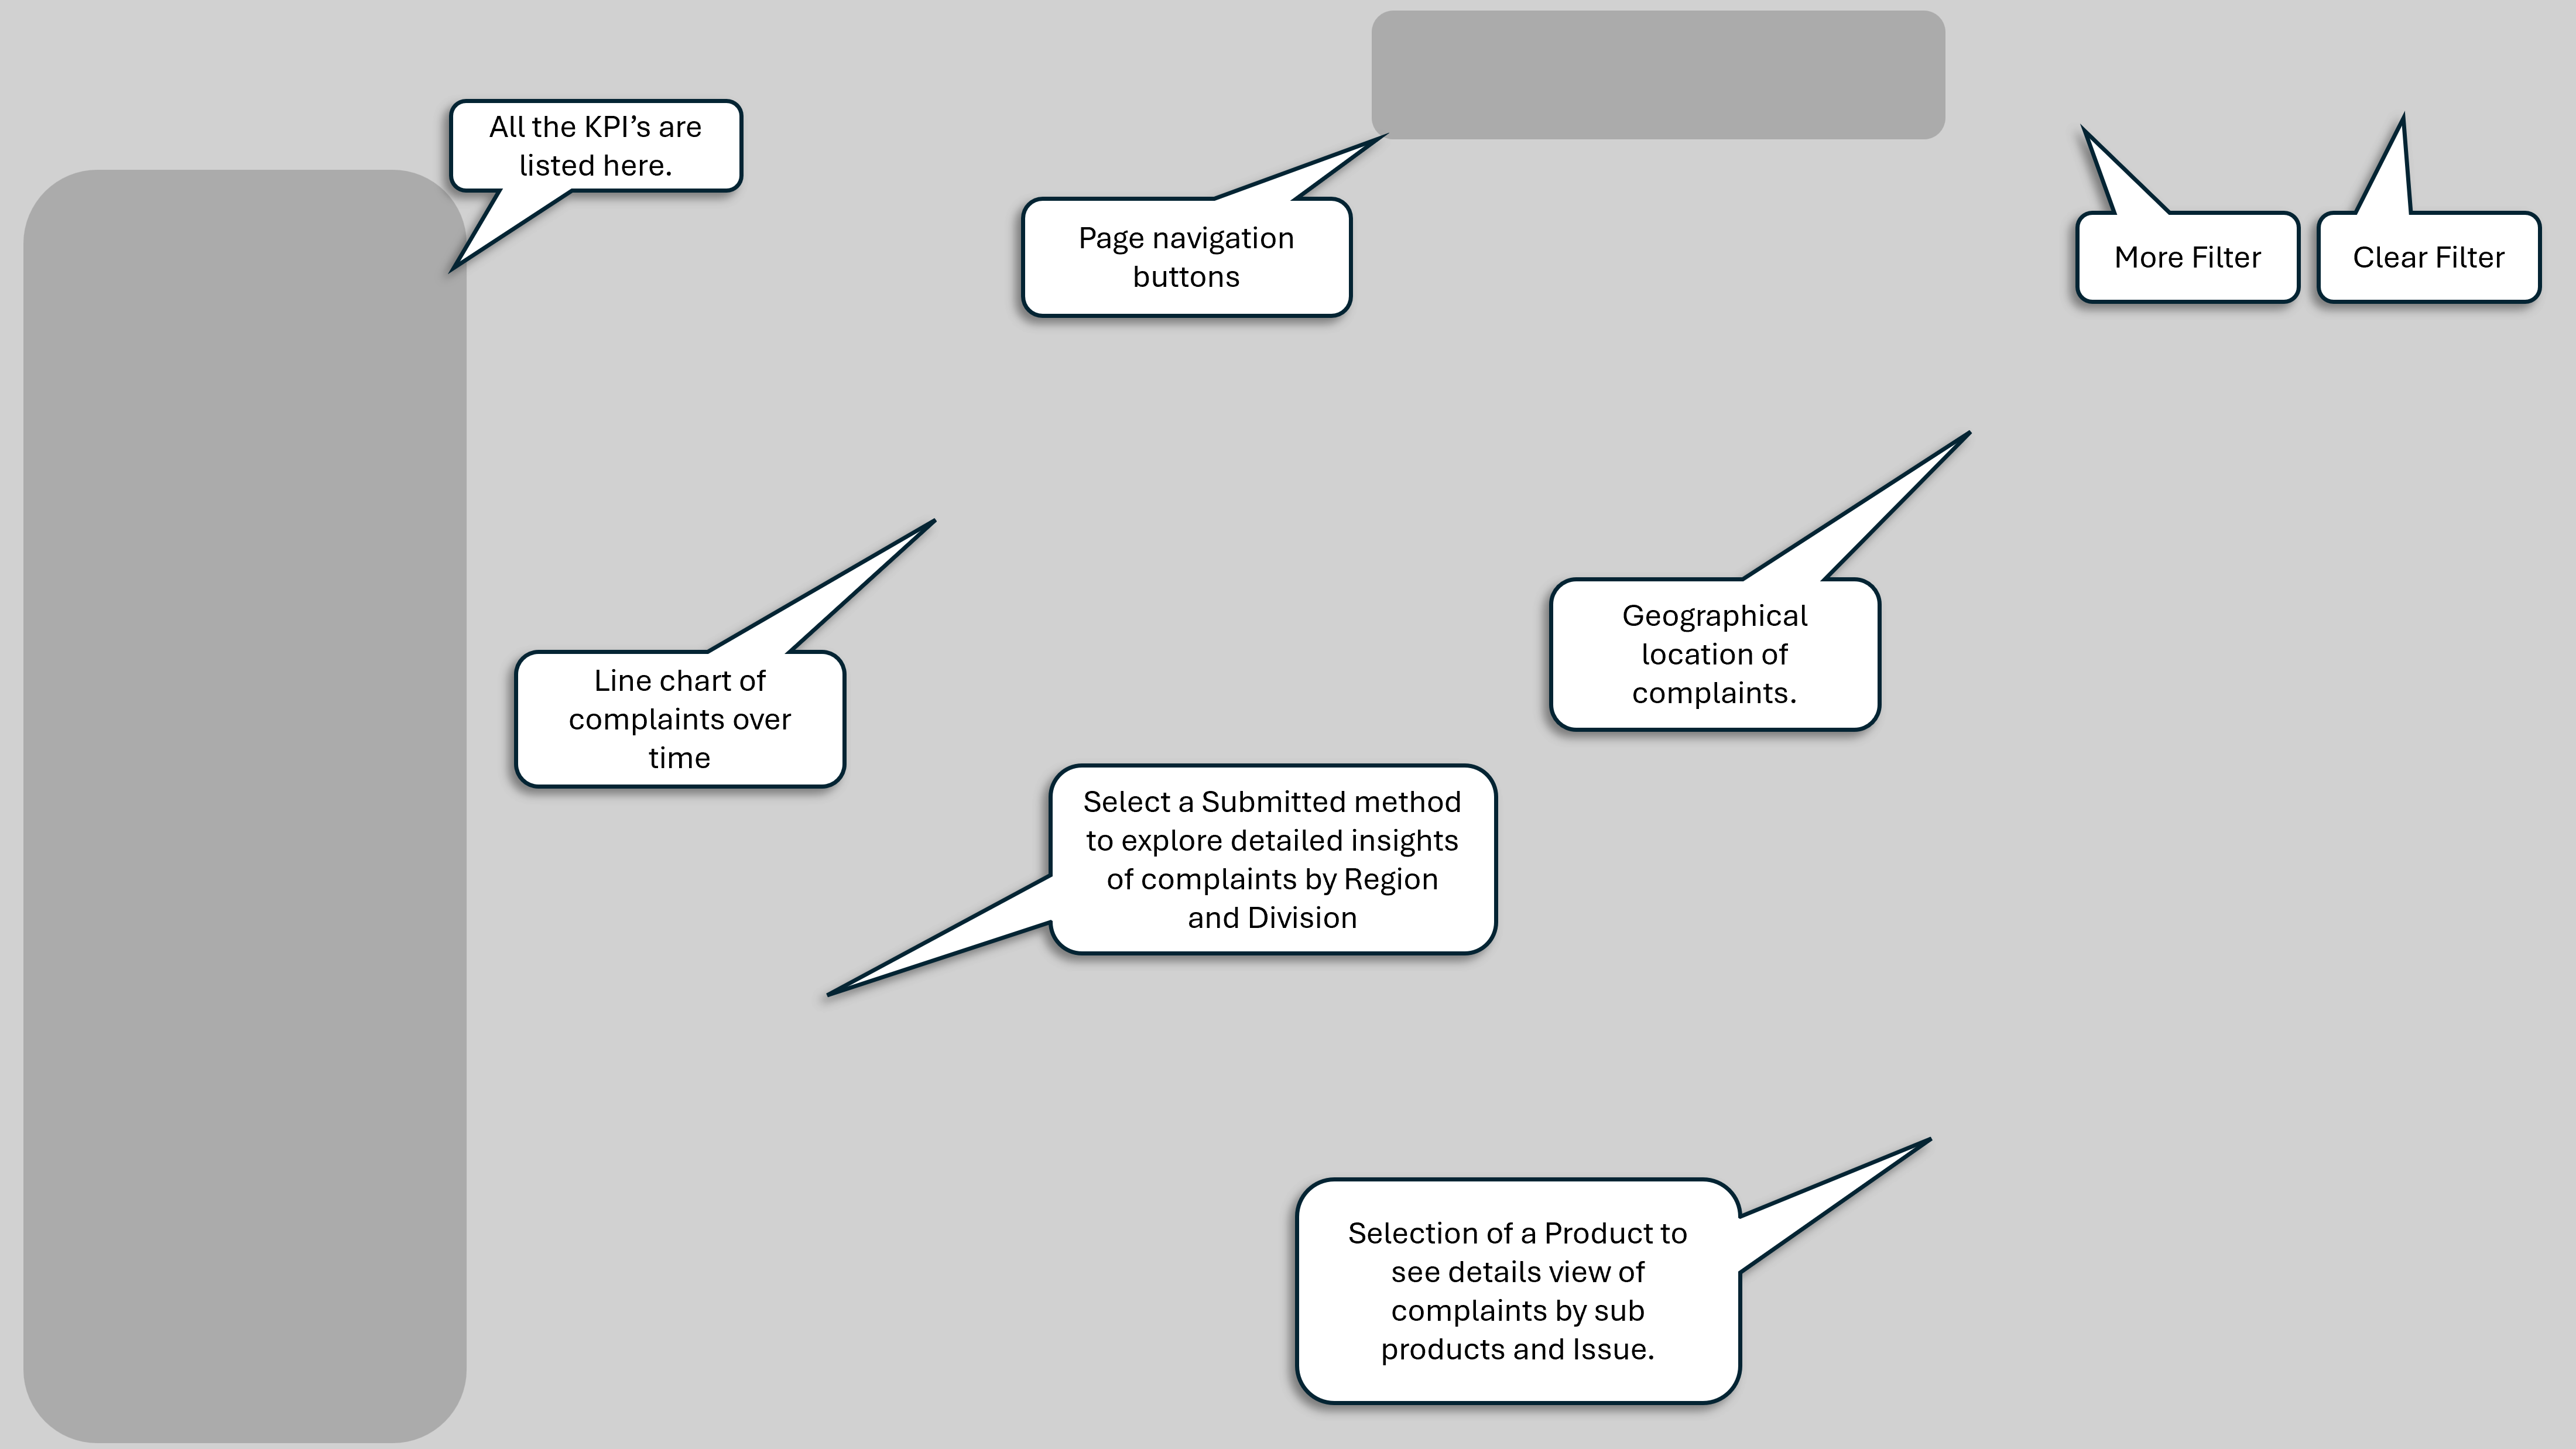 All the KPI’s are
listed here.
Page navigation
buttons
More Filter
Clear Filter
Line chart of
complaints over
time
Geographical
location of
complaints.
Select a Submitted method
to explore detailed insights
of complaints by Region
and Division
Selection of a Product to
see details view of
complaints by sub
products and Issue.